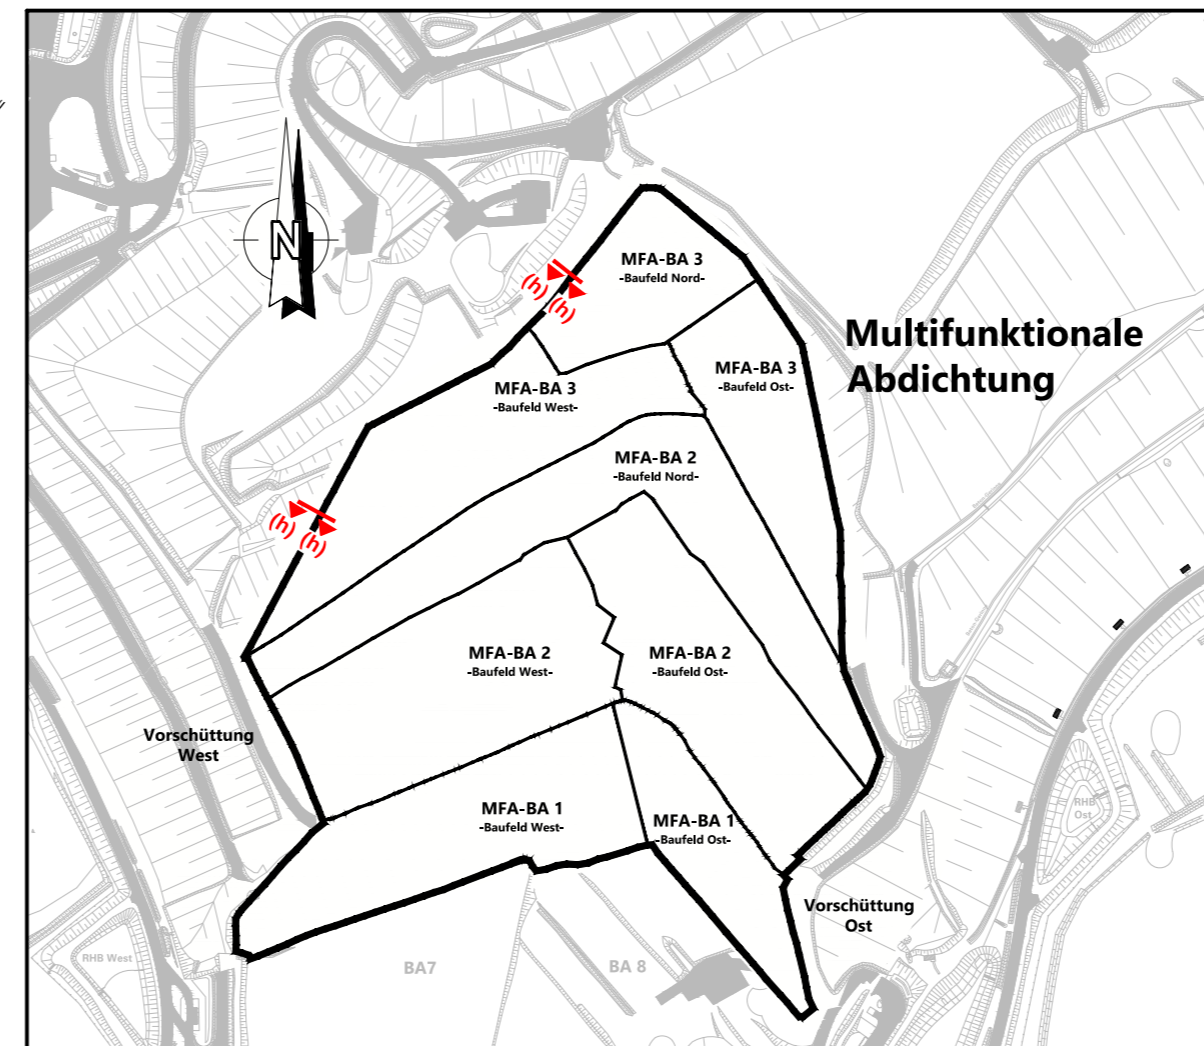 N
MFA-BA 3
-Baufeld Nord-
(h) (h)
Multifunktionale
Abdichtung
MFA-BA 3
-Baufeld Ost-
MFA-BA 3
-Baufeld West-
MFA-BA 2
-Baufeld Nord-
(h) (h)
MFA-BA 2
-Baufeld West-
MFA-BA 2
-Baufeld Ost-
Vorschüttung
West
MFA-BA 1
-Baufeld West-
MFA-BA 1
-Baufeld Ost-
RHB
Ost
Vorschüttung
Ost
RHB West
BA7
BA 8